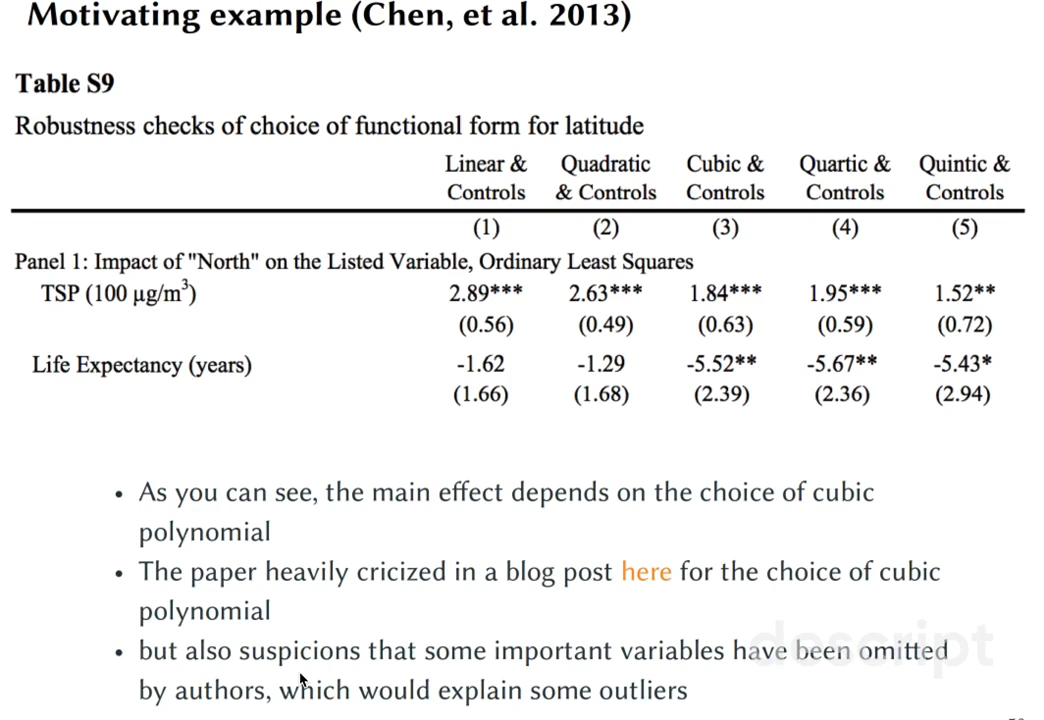 Motivating example (Chen, et al. 2013)
Table S9
Robustness checks of choice of functional form for latitude
Linear & Quadratic Cubic & Quartic & Quintic &
Controls & Controls Controls Controls Controls
(1) (2) (3) (4) (5)
Panel 1: Impact of "North" on the Listed Variable, Ordinary Least Squares
TSP (100 μg/m³) 2.89*** 2.63*** 1.84*** 1.95*** 1.52**
(0.56) (0.49) (0.63) (0.59) (0.72)
Life Expectancy (years) -1.62 -1.29 -5.52** -5.67** -5.43*
(1.66) (1.68) (2.39) (2.36) (2.94)
• As you can see, the main effect depends on the choice of cubic
polynomial
• The paper heavily cricized in a blog post here for the choice of cubic
polynomial
• but also suspicions that some important variables have been omitted
by authors, which would explain some outliers
descript